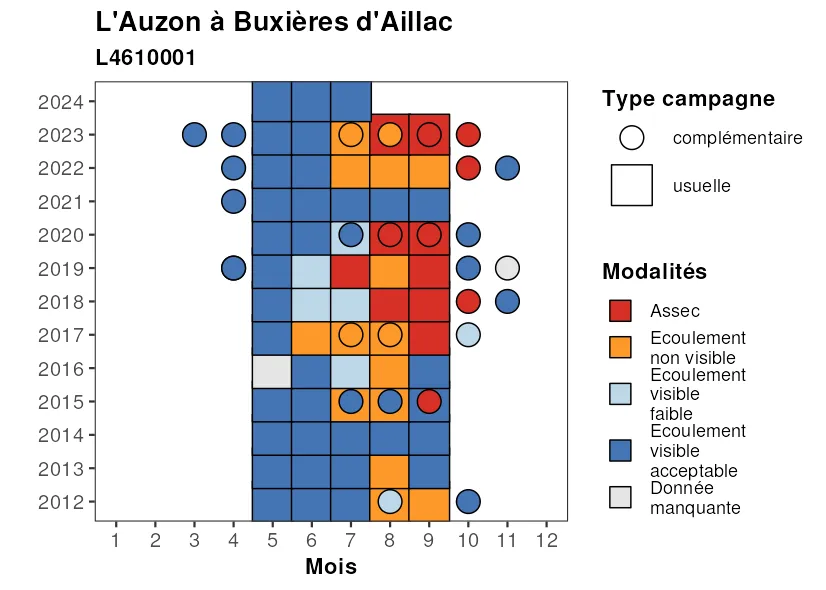 L'Auzon à Buxières d'Aillac
L4610001
2024
2023
2022
2021
2020
2019
2018
2017
2016
2015
2014
2013
2012
1 2 3 4 5 6 7 8 9 10 11 12
Mois
Type campagne
complémentaire
usuelle
Modalités
Assec
Ecoulement
non visible
Ecoulement
visible
faible
Ecoulement
visible
acceptable
Donnée
manquante